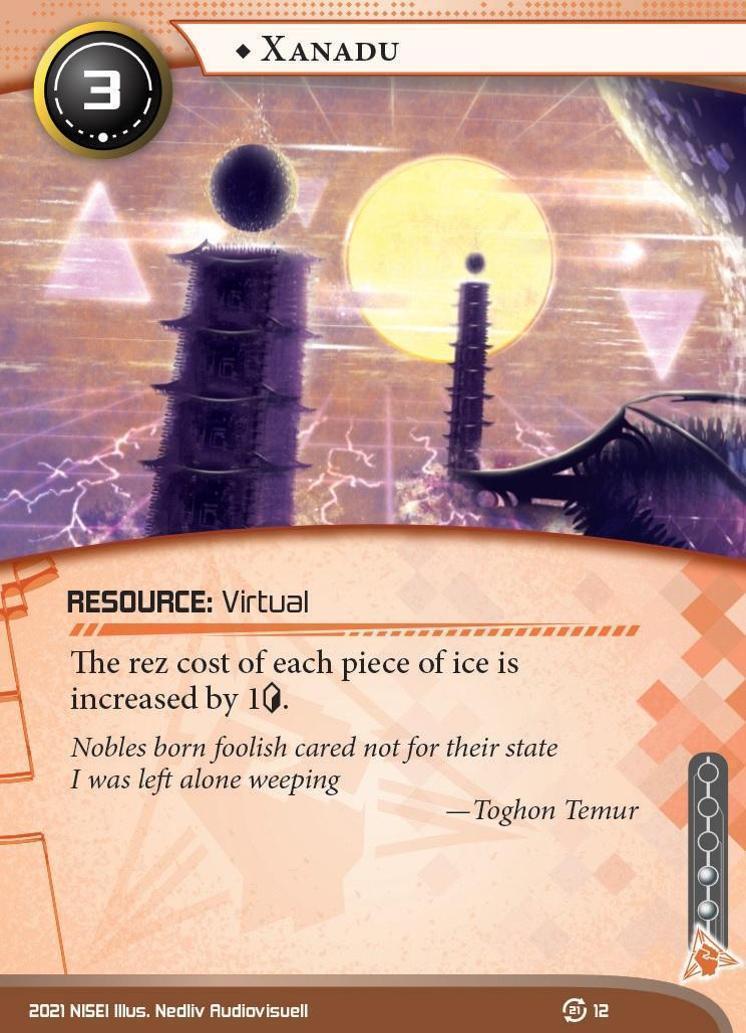 3
◆ XANADU
RESOURCE: Virtual
The rez cost of each piece of ice is
increased by 1.
Nobles born foolish cared not for their state
I was left alone weeping
—Toghon Temur
2021 NISEI Illus. Nedliv Audiovisuell
21 12